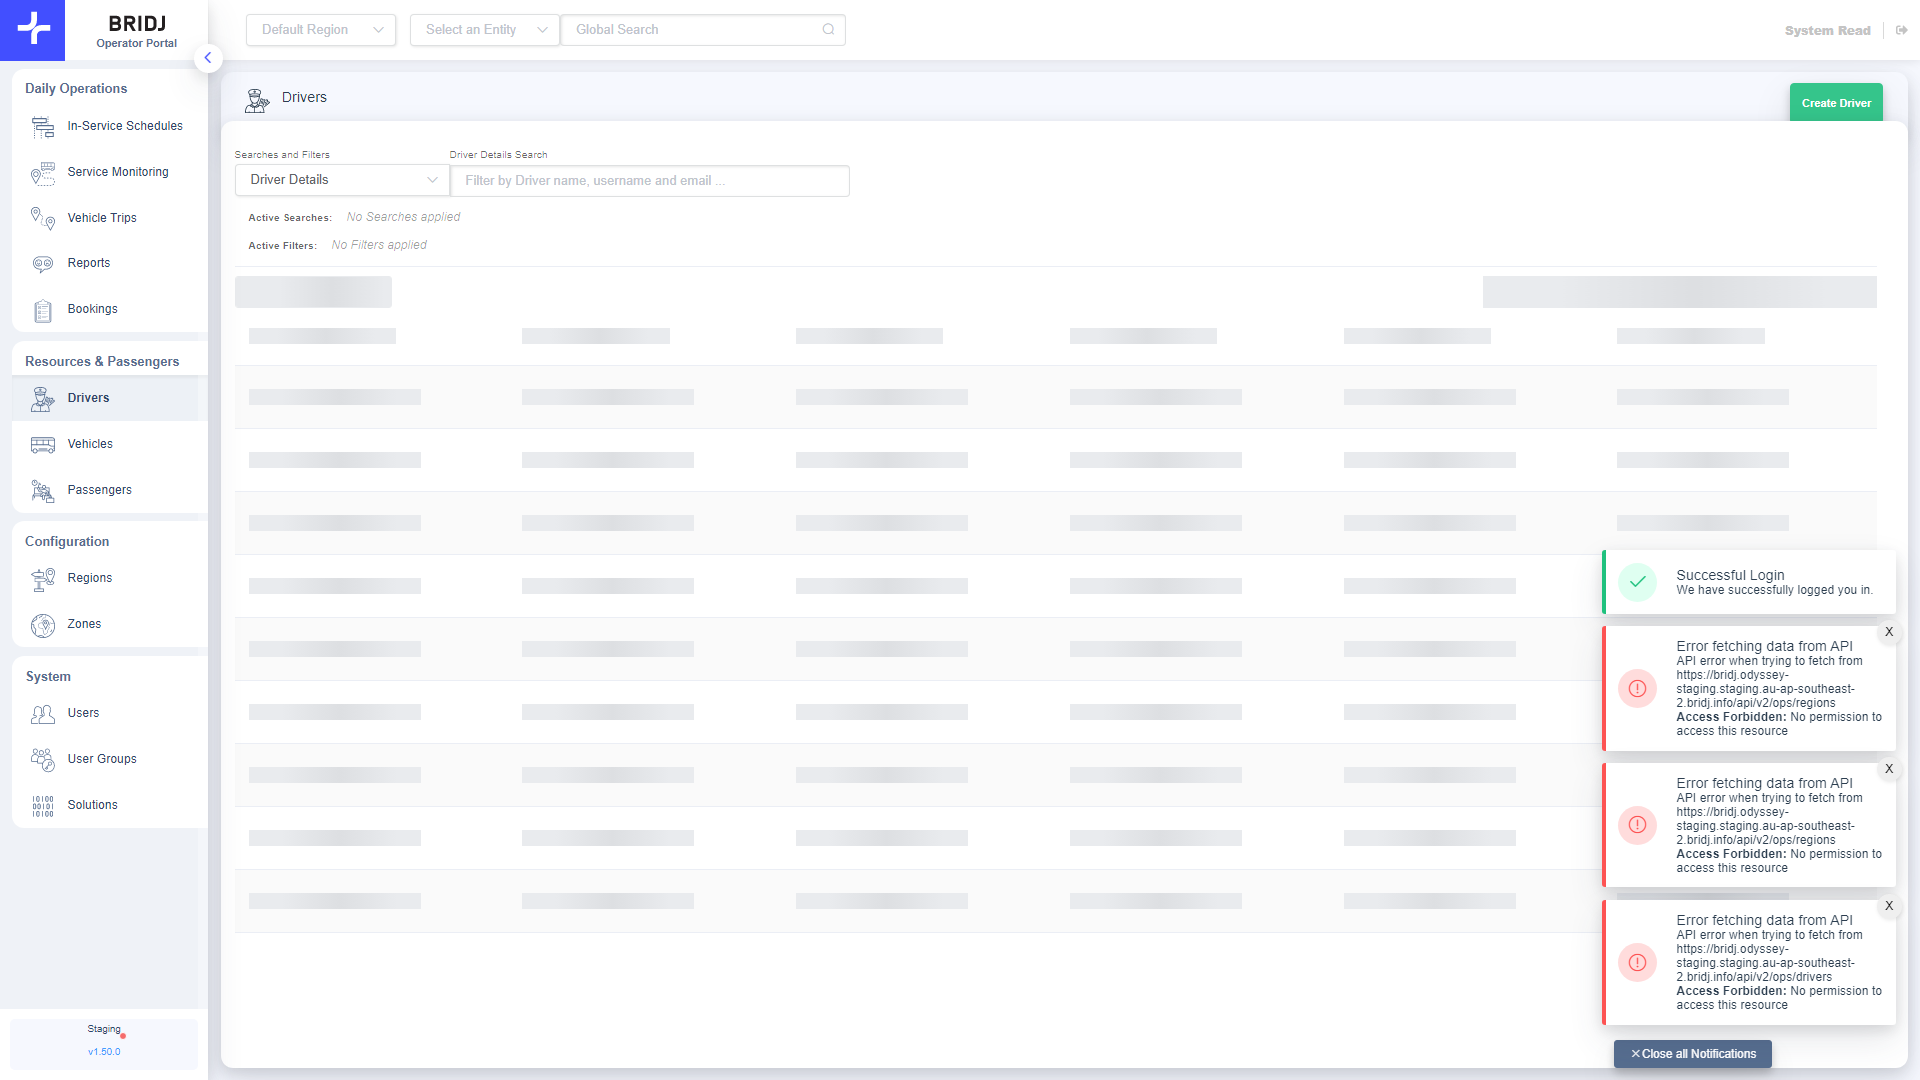 BRIDJ
Operator Portal
Default Region
Select an Entity
Global Search
System Read
Daily Operations
In-Service Schedules
Service Monitoring
Vehicle Trips
Reports
Bookings
Resources & Passengers
Drivers
Vehicles
Passengers
Configuration
Regions
Zones
System
Users
User Groups
10100
00101
10100
Solutions
Staging
v1.50.0
Drivers
Create Driver
Searches and Filters
Driver Details Search
Driver Details
Filter by Driver name, username and email ...
Active Searches: No Searches applied
Active Filters: No Filters applied
Successful Login
We have successfully logged you in.
X
Error fetching data from API
API error when trying to fetch from
https://bridj.odyssey-
staging.staging.au-ap-southeast-
2.bridj.info/api/v2/ops/regions
Access Forbidden: No permission to
access this resource
X
Error fetching data from API
API error when trying to fetch from
https://bridj.odyssey-
staging.staging.au-ap-southeast-
2.bridj.info/api/v2/ops/regions
Access Forbidden: No permission to
access this resource
X
Error fetching data from API
API error when trying to fetch from
https://bridj.odyssey-
staging.staging.au-ap-southeast-
2.bridj.info/api/v2/ops/drivers
Access Forbidden: No permission to
access this resource
×Close all Notifications